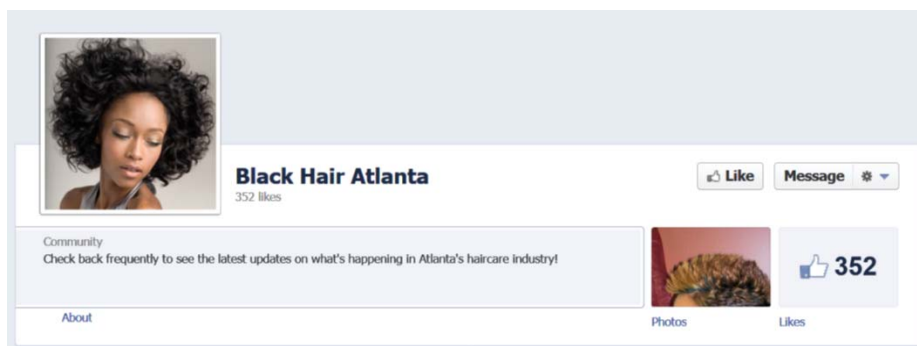 Black Hair Atlanta
352 likes
Like
Message
Community
Check back frequently to see the latest updates on what's happening in Atlanta's haircare industry!
352
About
Photos
Likes